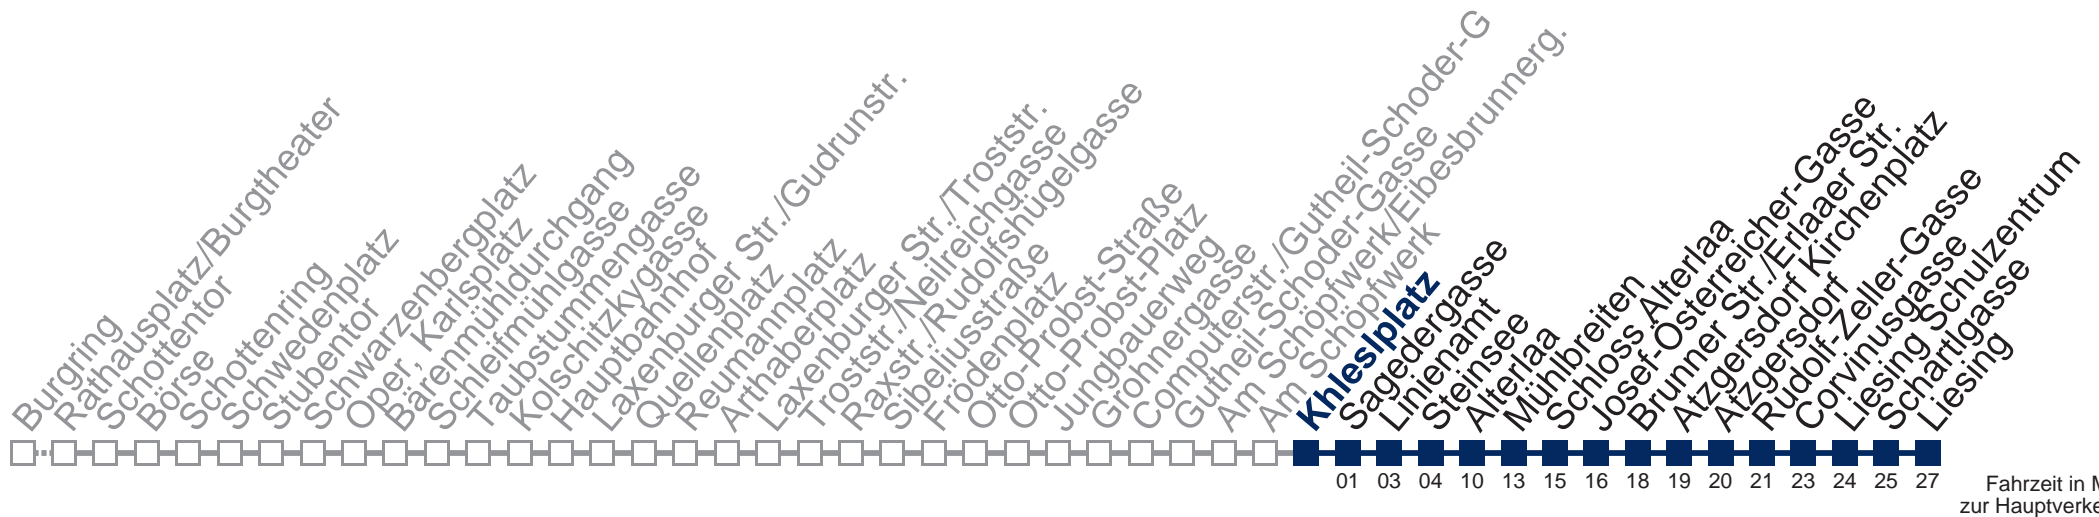 Burgring
Rathausplatz/Burgtheater
Schottentor
Börse
Schottenring
Schwedenplatz
Stubentor
Schwarzenbergplatz
Oper, Karlsplatz
Bärenmühldurchgang
Schleifmühlgasse
Taubstummengasse
Kolschitzkygasse
Hauptbahnhof
Laxenburger Str./Gudrunstr.
Quellenplatz
Reumannplatz
Arthaberplatz
Laxenburger Str./Troststr.
Troststr./Neilreichgasse
Raxstr./Rudolfshügelgasse
Sibeliusstraße
Frödenplatz
Otto-Probst-Straße
Otto-Probst-Platz
Jungbauerweg
Grohnergasse
Computerstr./Gutheil-Schoder-G
Gutheil-Schoder-Gasse
Am Schöpfwerk/Eibesbrunnerg.
Am Schöpfwerk
Khleslplatz
Sagedergasse
Linienamt
Steinsee
Alterlaa
Mühlbreiten
Schloss Alterlaa
Josef-Österreicher-Gasse
Brunner Str./Erlaaer Str.
Atzgersdorf Kirchenplatz
Atzgersdorf
Rudolf-Zeller-Gasse
Corvinusgasse
Liesing Schulzentrum
Schartlgasse
Liesing
01 03 04 10 13 15 16 18 19 20 21 23 24 25 27
Fahrzeit in M
zur Hauptverke